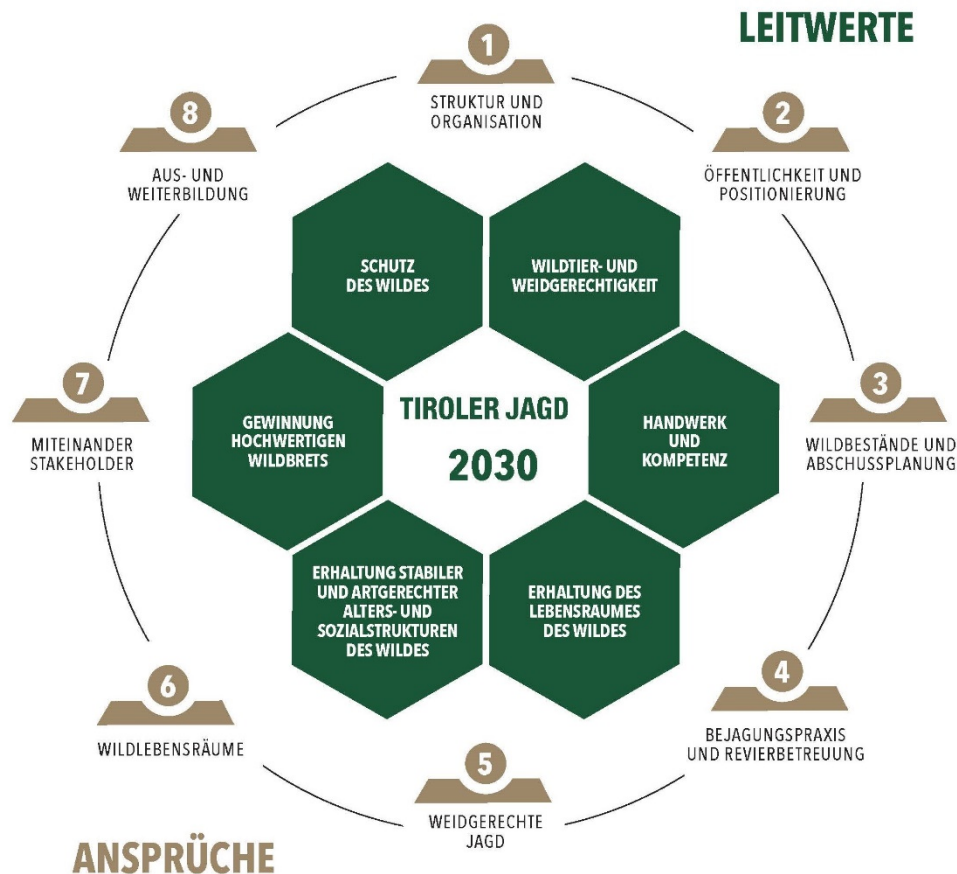 LEITWERTE
1
STRUKTUR UND
ORGANISATION
2
ÖFFENTLICHKEIT UND
POSITIONIERUNG
3
WILDBESTÄNDE UND
ABSCHUSSPLANUNG
4
BEJAGUNGSPRAXIS
UND REVIERBETREUUNG
5
WEIDGERECHTE
JAGD
6
WILDLEBENSRÄUME
7
MITEINANDER
STAKEHOLDER
8
AUS- UND
WEITERBILDUNG
SCHUTZ
DES WILDES
WILDTIER- UND
WEIDGERECHTIGKEIT
GEWINNUNG
HOCHWERTIGEN
WILDBRETS
TIROLER JAGD
2030
HANDWERK
UND
KOMPETENZ
ERHALTUNG STABILER
UND ARTGERECHTER
ALTERS- UND
SOZIALSTRUKTUREN
DES WILDES
ERHALTUNG DES
LEBENSRAUMES
DES WILDES
ANSPRÜCHE